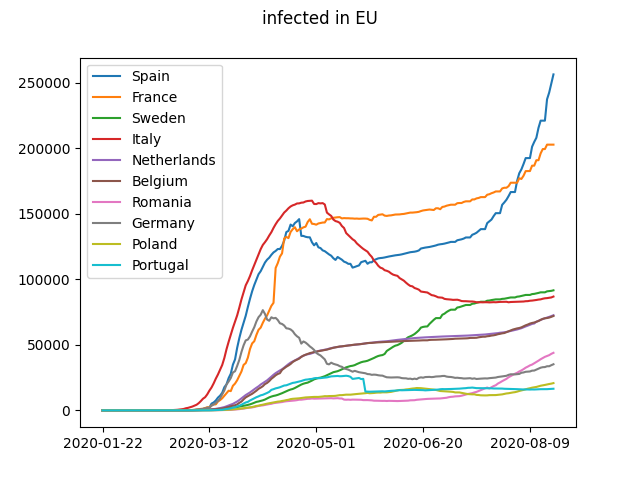 infected in EU
250000
200000
150000
100000
50000
0
Spain
France
Sweden
Italy
Netherlands
Belgium
Romania
Germany
Poland
Portugal
2020-01-22 2020-03-12 2020-05-01 2020-06-20 2020-08-09